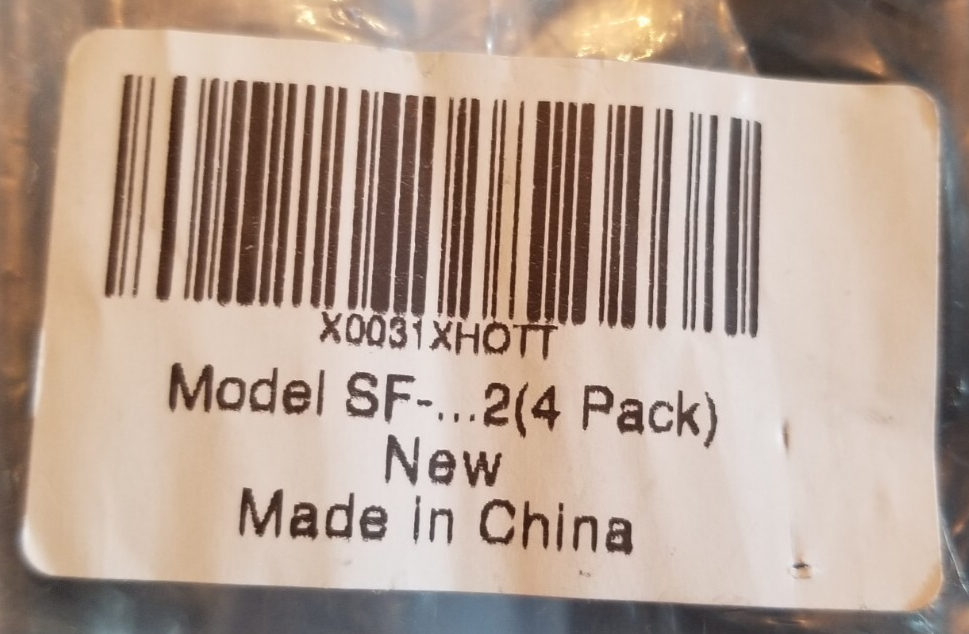 X0031XHOTT
Model SF-...2(4 Pack)
New
Made in China